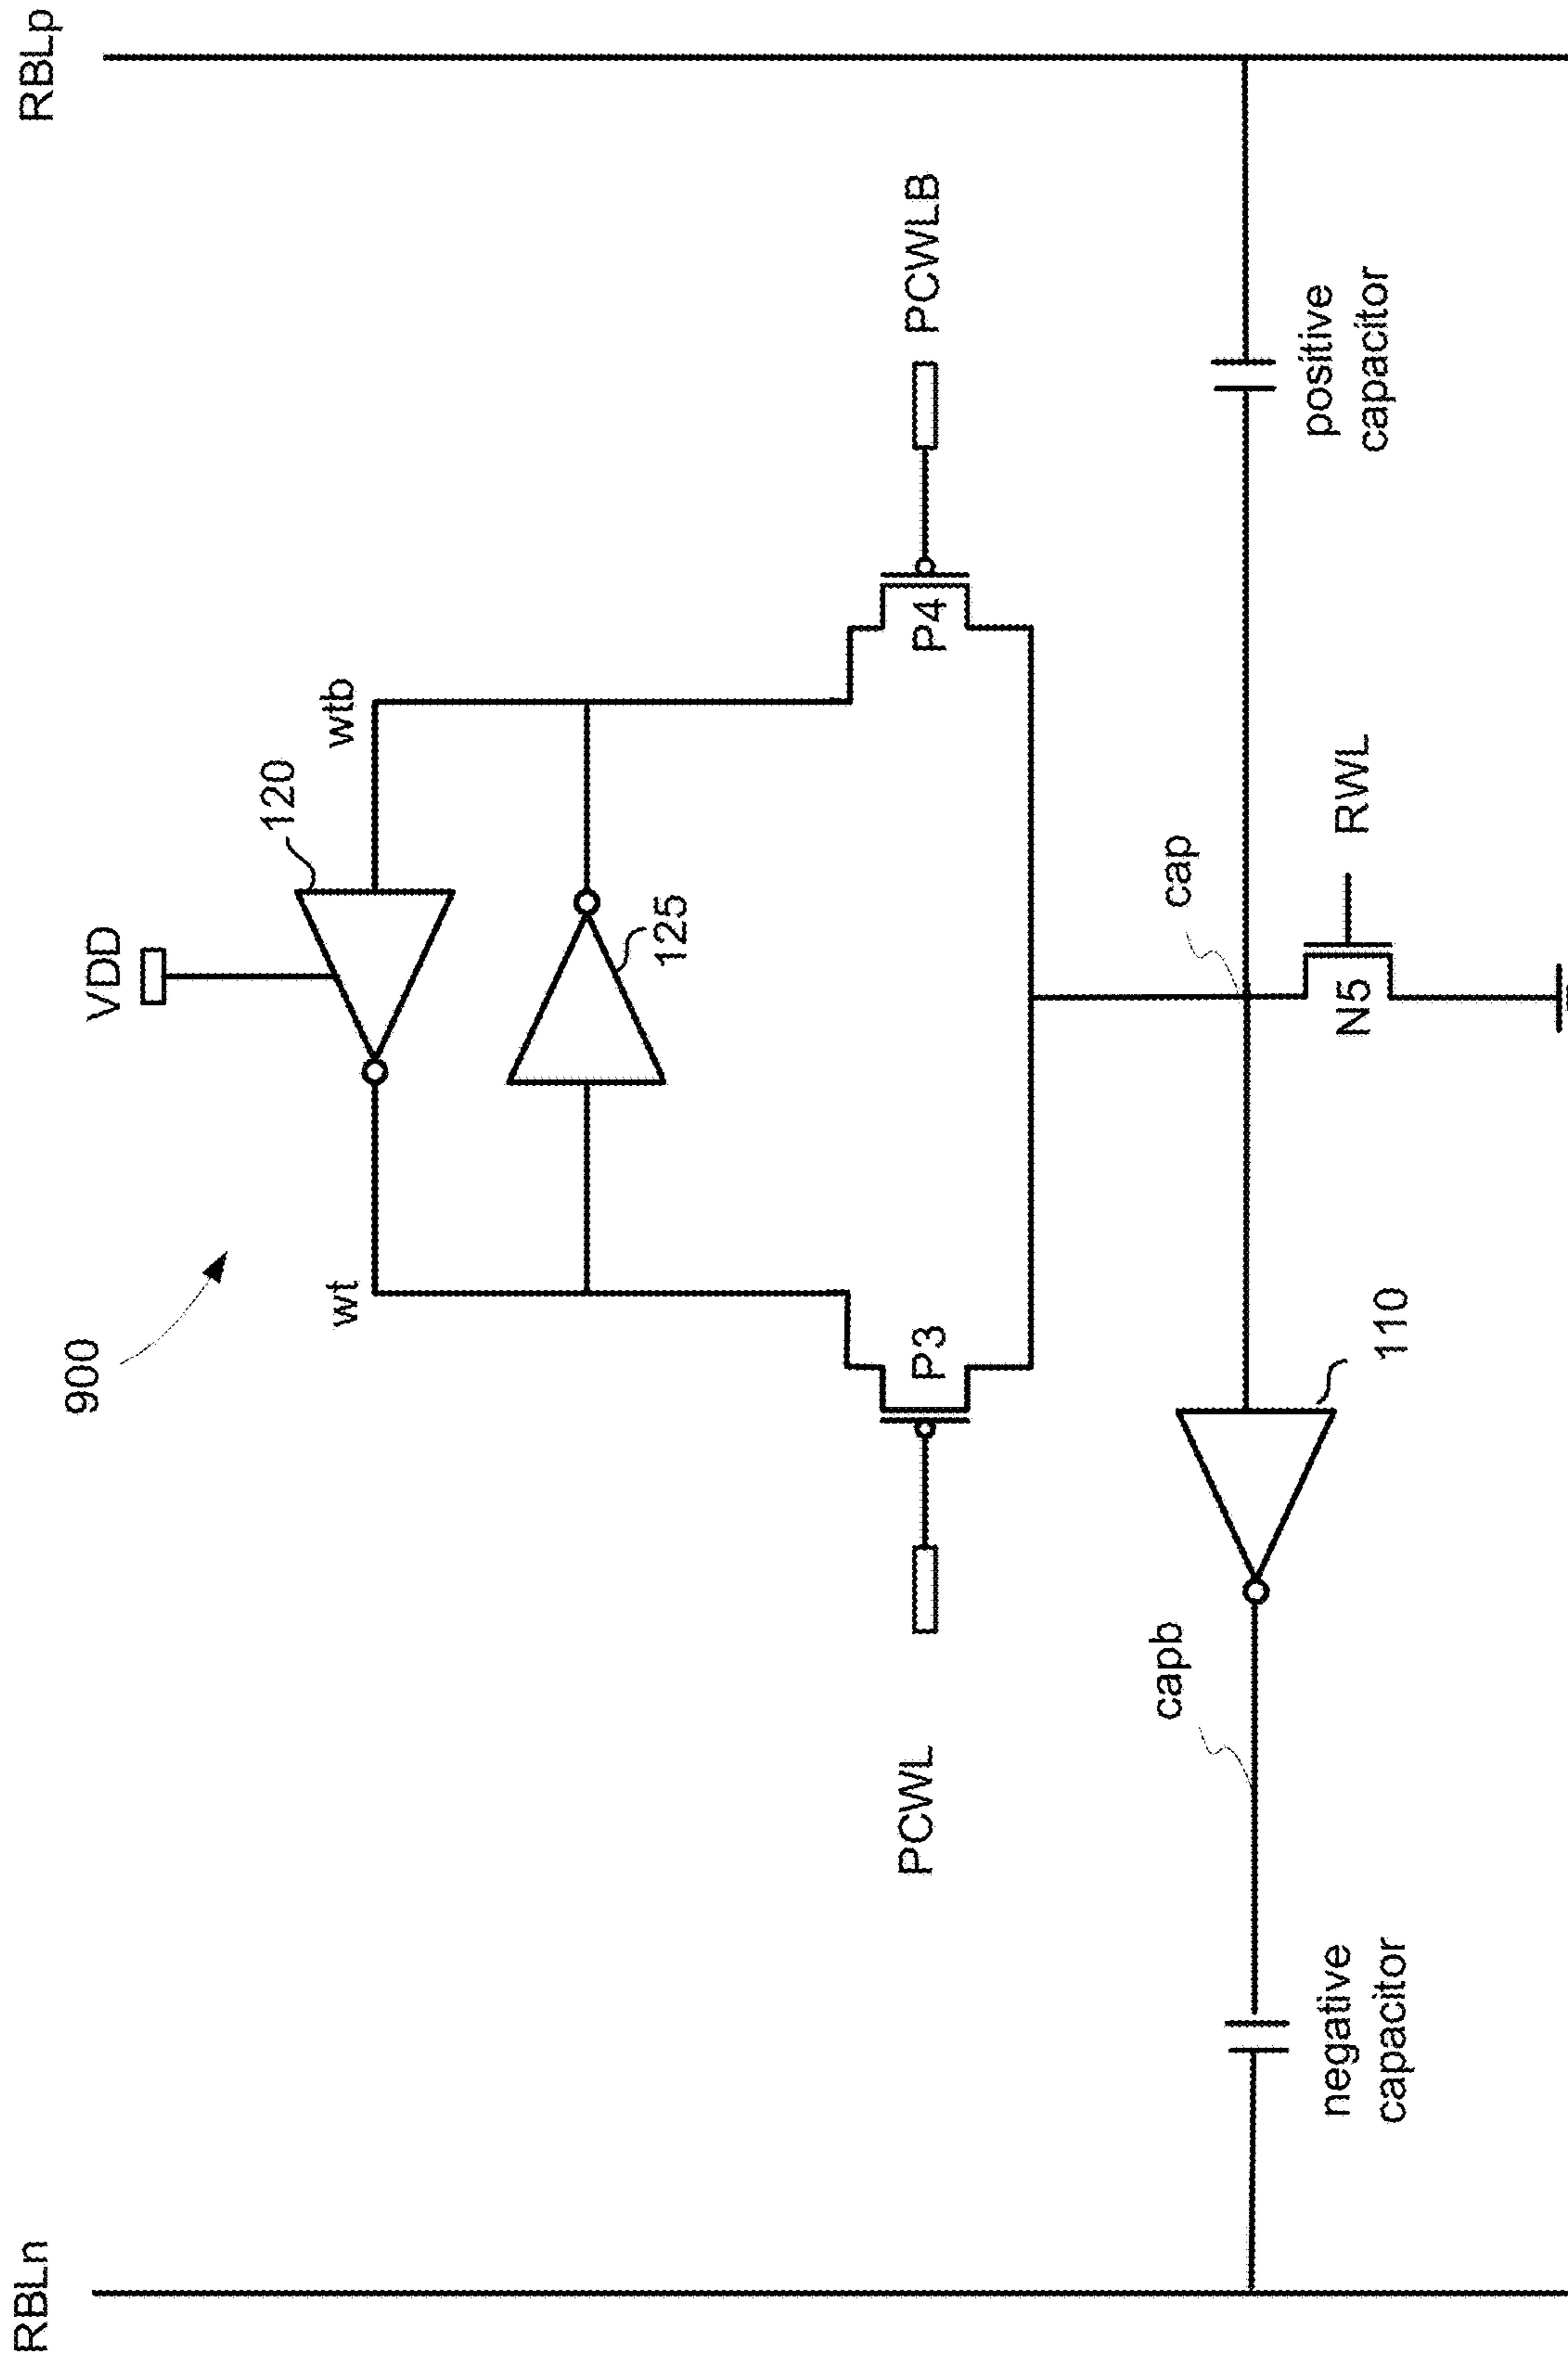 RBLn
RBLp
900
VDD
120
wt
wtb
125
PCWL
P3
P4
PCWLB
capb
cap
110
N5
RWL
negative
capacitor
positive
capacitor